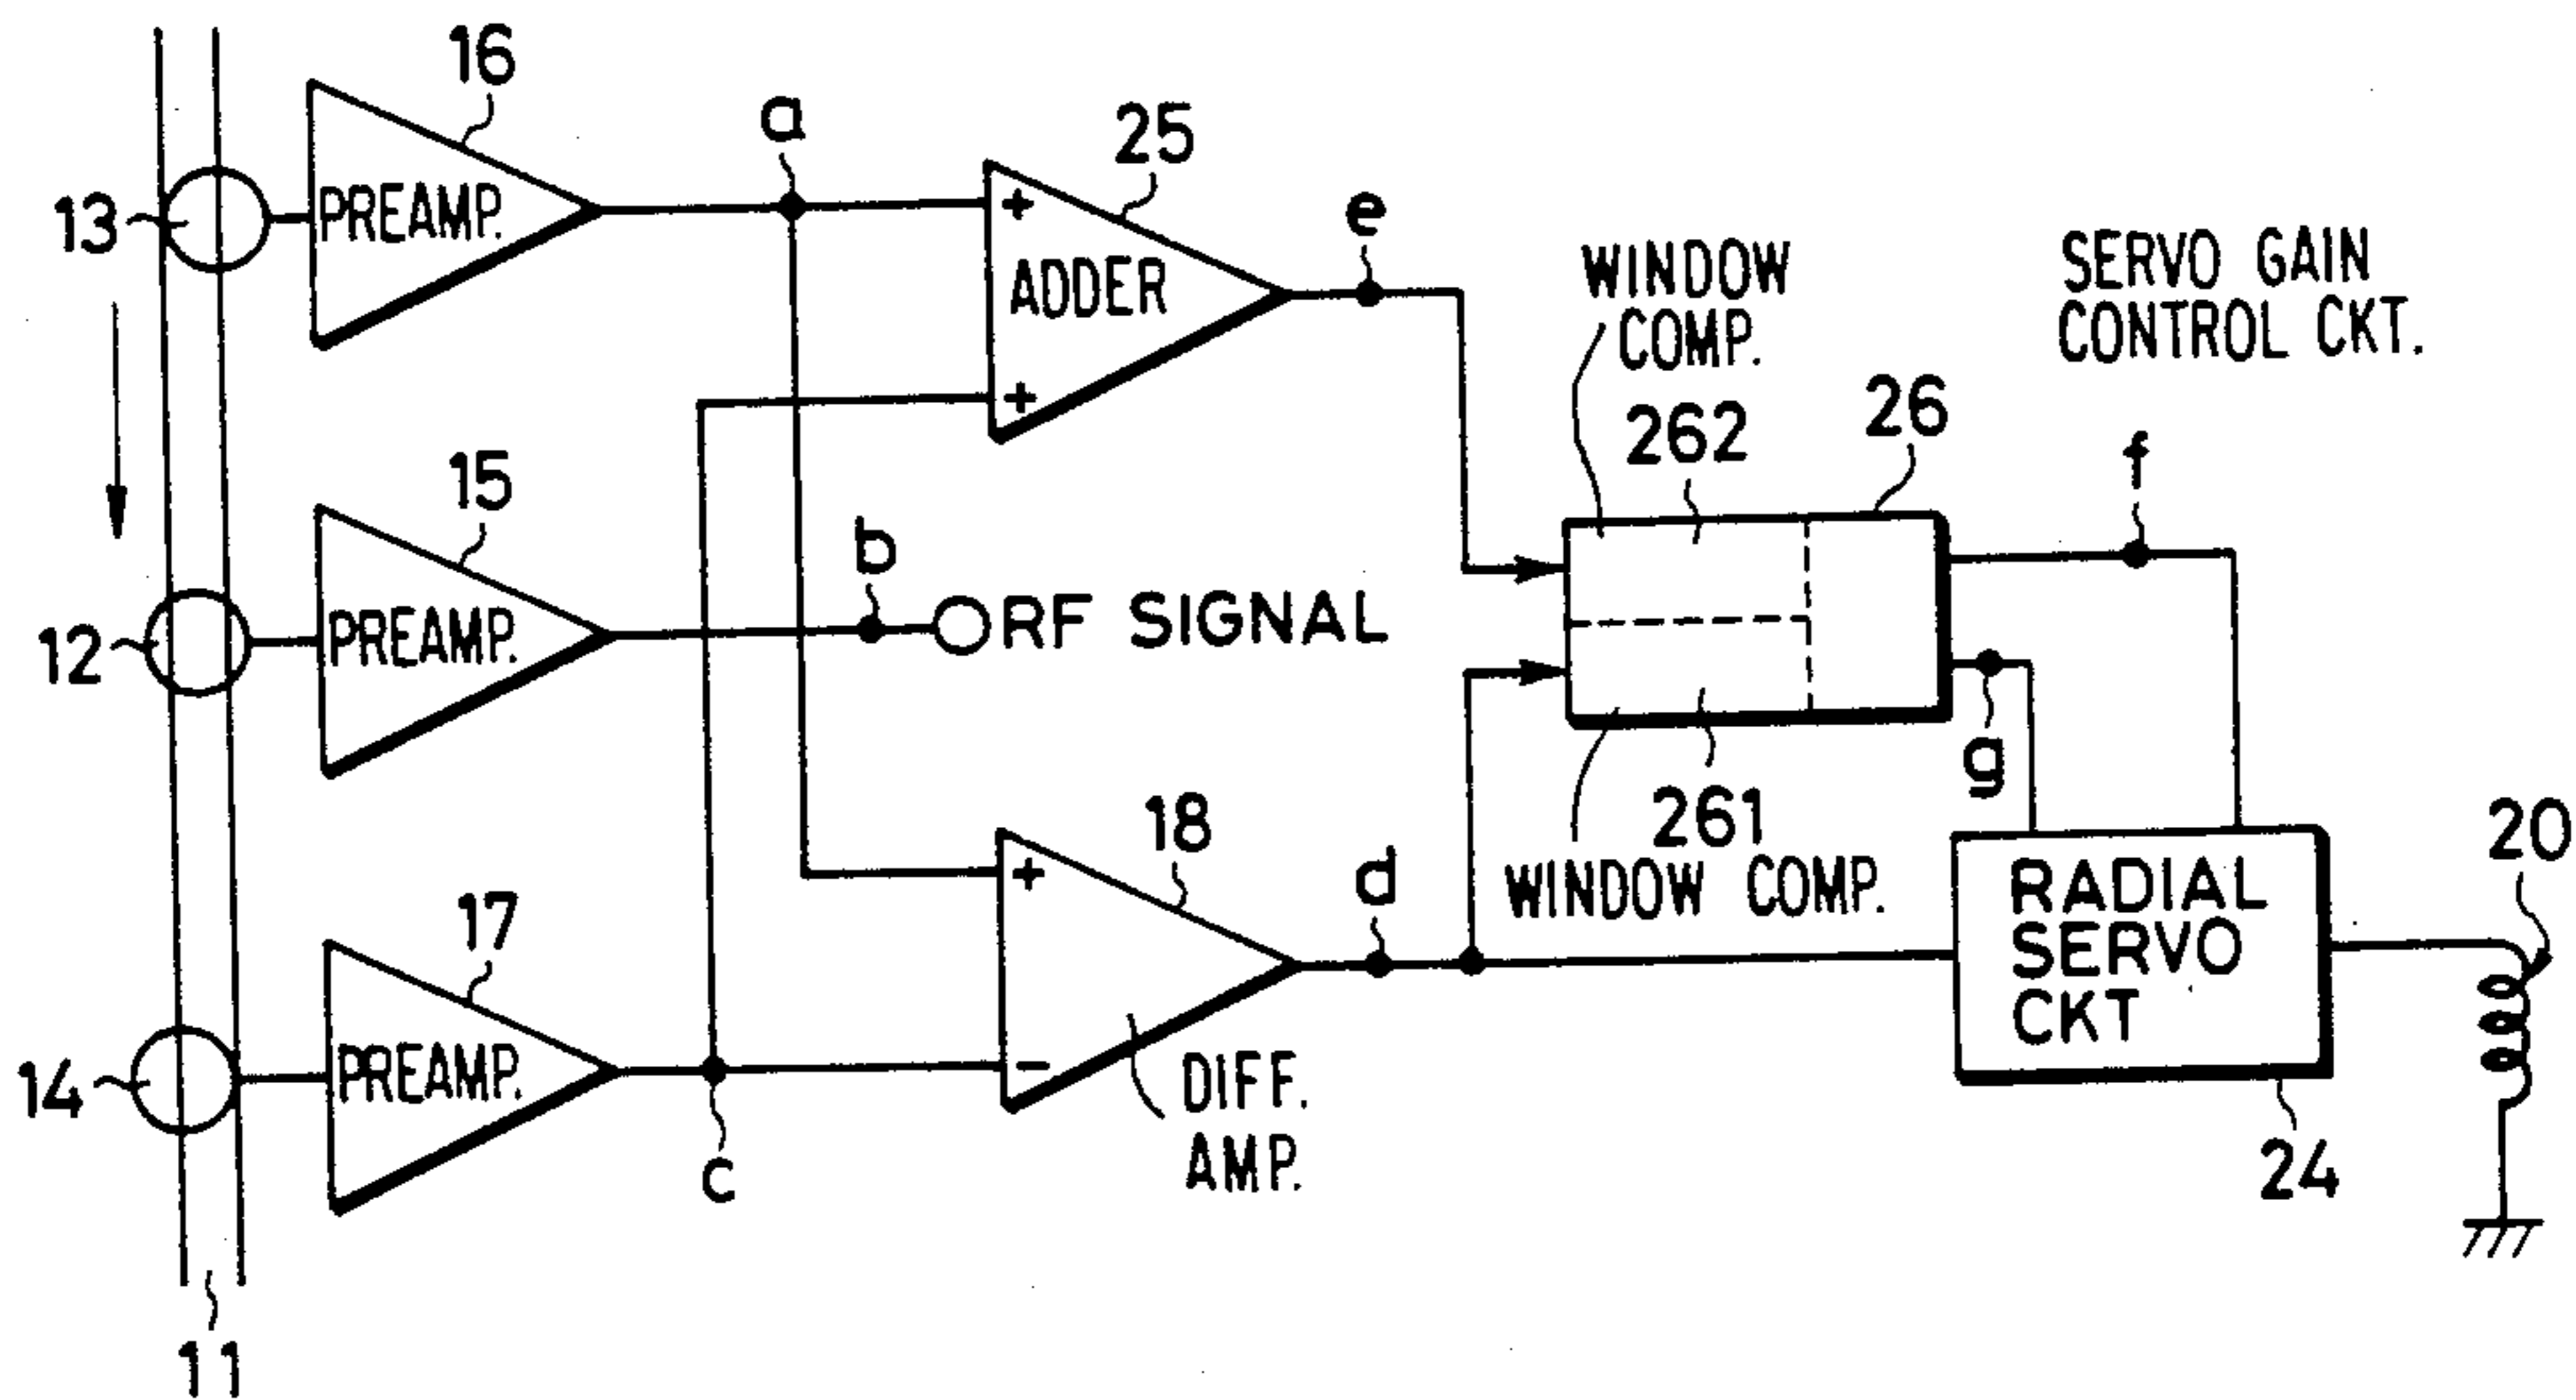 16
a
25
13
PREAMP.
+
ADDER
+
e
WINDOW
COMP.
SERVO GAIN
CONTROL CKT.
262
26
f
15
b
12
PREAMP.
RF SIGNAL
g
261
WINDOW COMP.
18
+
-
d
20
RADIAL
SERVO
CKT
17
14
PREAMP.
c
DIFF.
AMP.
24
11